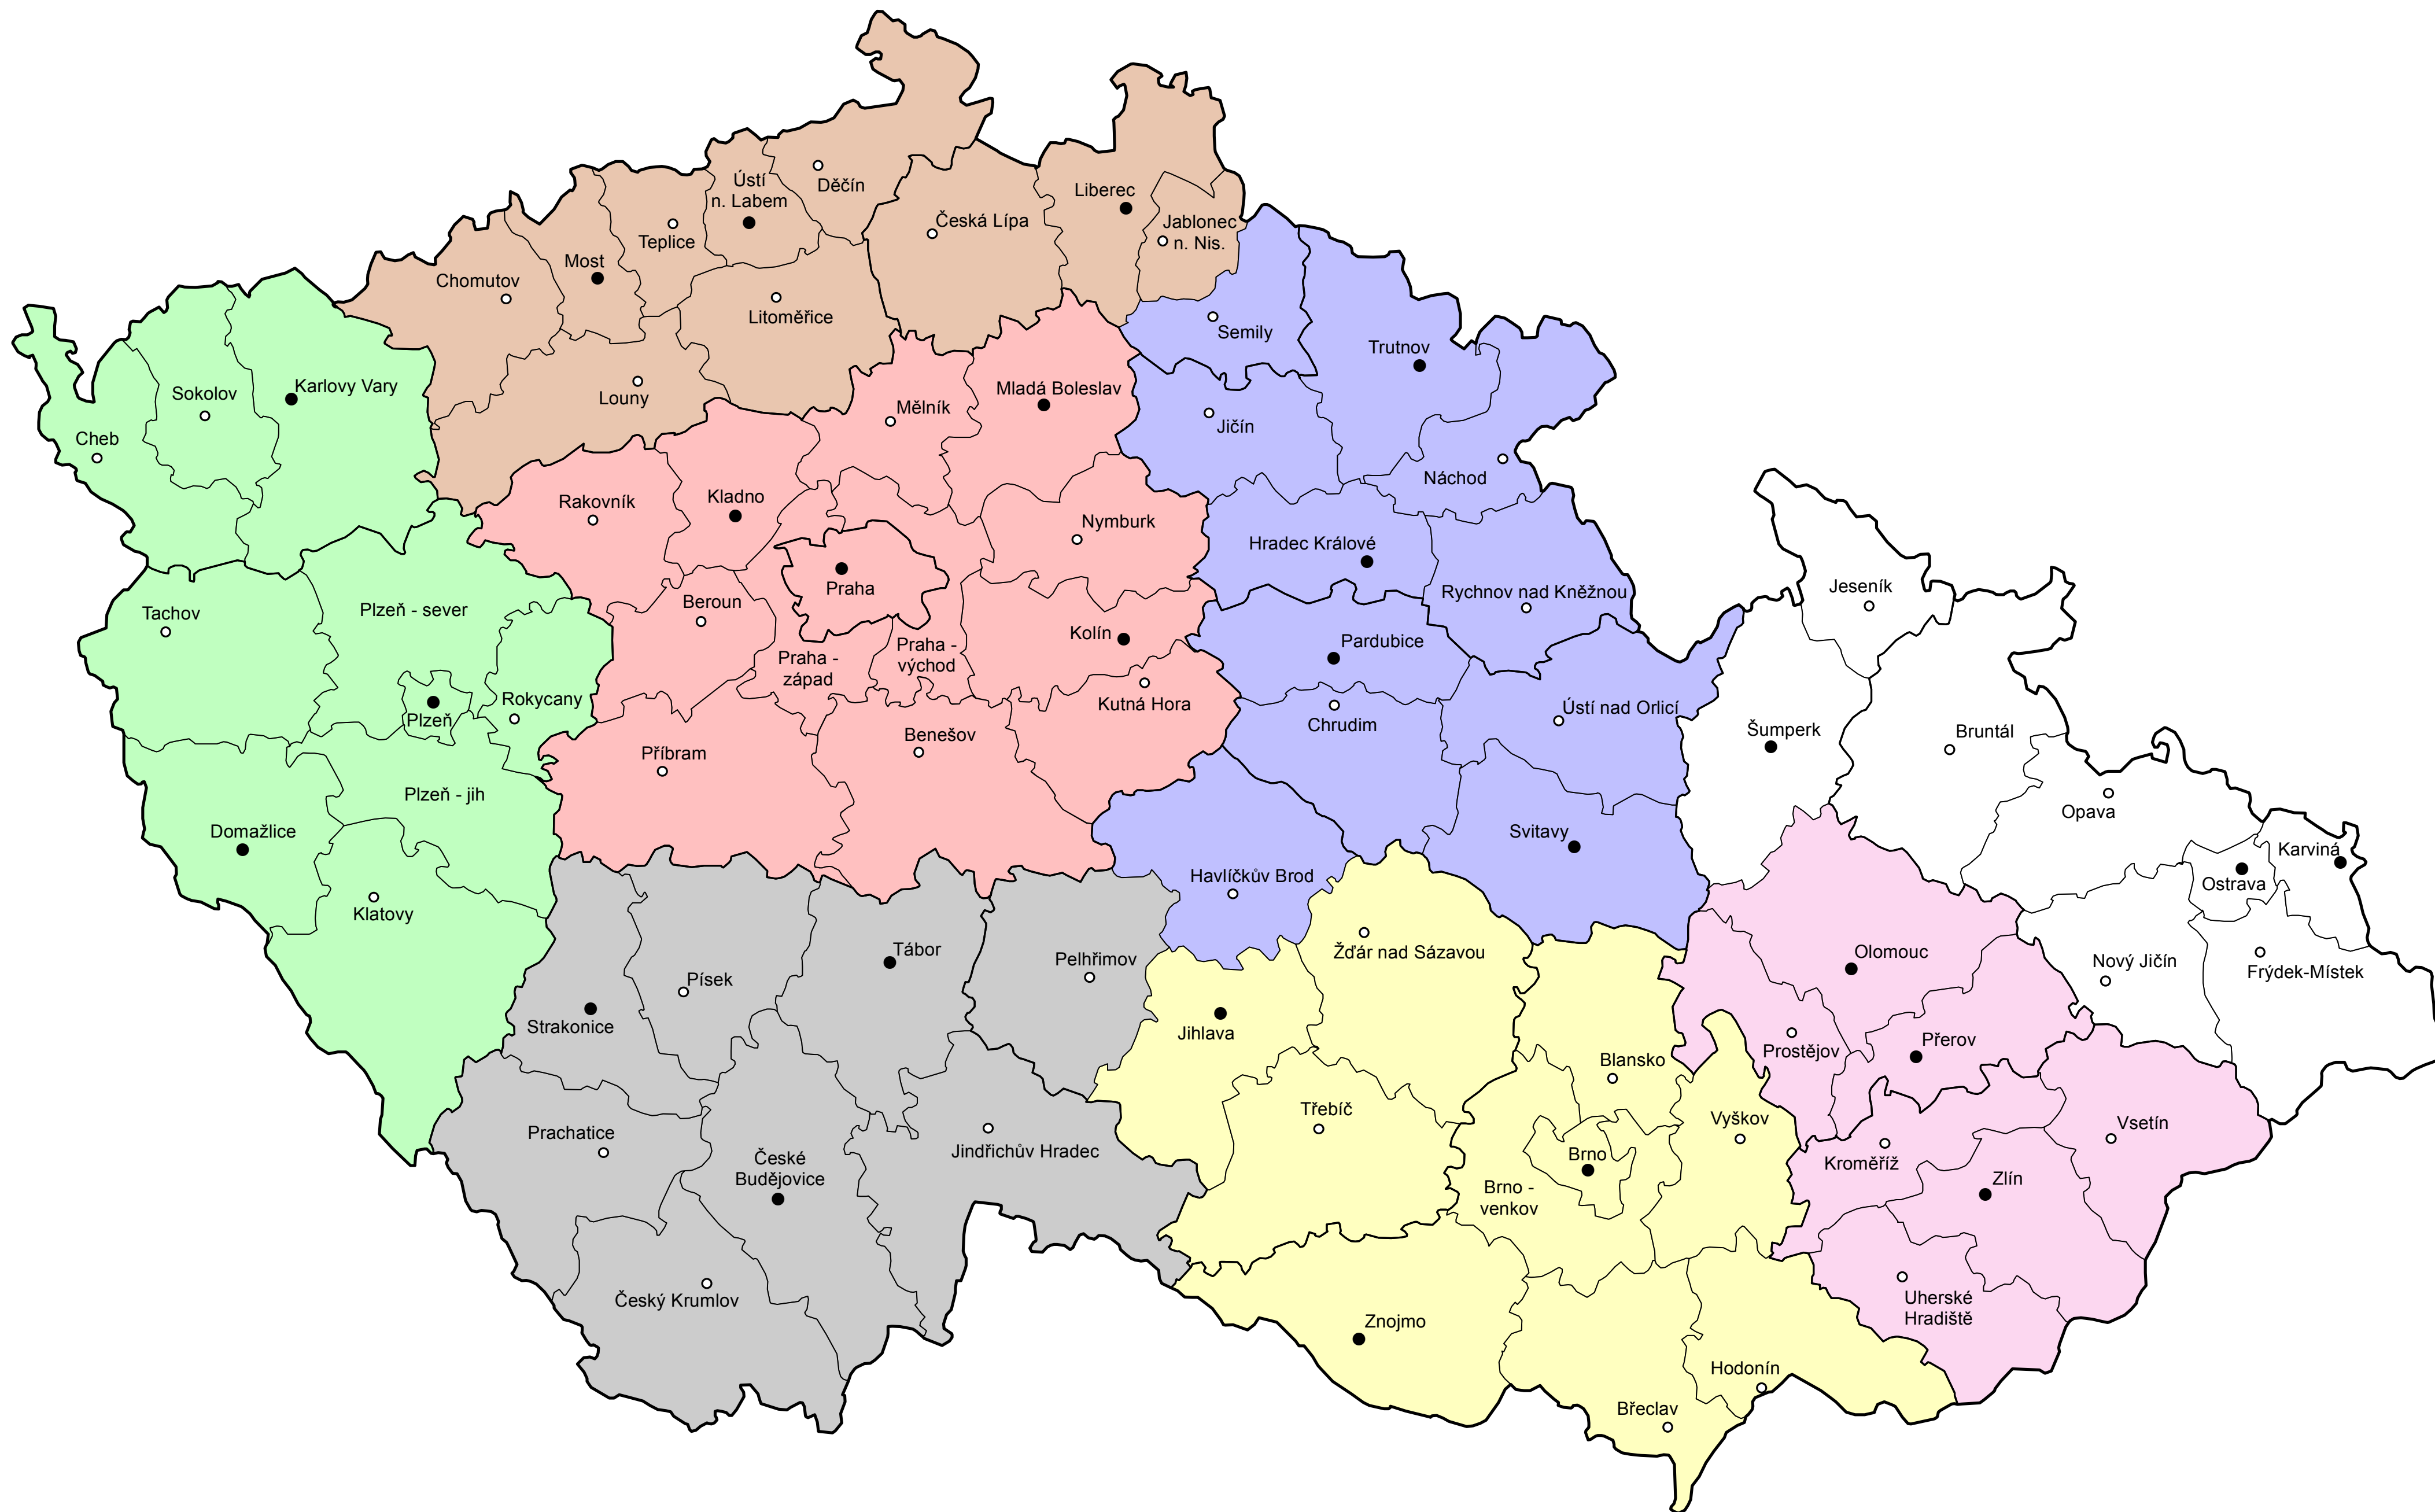 Ústí
n. Labem
Děčín
Liberec
Jablonec
n. Nis.
Česká Lípa
Teplice
Most
Chomutov
Litoměřice
Louny
Semily
Trutnov
Jičín
Náchod
Karlovy Vary
Sokolov
Cheb
Mladá Boleslav
Mělník
Rakovník
Kladno
Nymburk
Hradec Králové
Rychnov nad Kněžnou
Jeseník
Praha
Beroun
Tachov
Plzeň - sever
Kolín
Pardubice
Praha -
západ
Praha -
východ
Rokycany
Plzeň
Kutná Hora
Chrudim
Ústí nad Orlicí
Šumperk
Bruntál
Příbram
Benešov
Plzeň - jih
Domažlice
Svitavy
Opava
Karviná
Ostrava
Klatovy
Havlíčkův Brod
Tábor
Pelhřimov
Žďár nad Sázavou
Olomouc
Nový Jičín
Frýdek-Místek
Písek
Strakonice
Jihlava
Blansko
Prostějov
Přerov
Třebíč
Vyškov
Vsetín
Prachatice
České
Budějovice
Jindřichův Hradec
Brno
Kroměříž
Zlín
Brno -
venkov
Český Krumlov
Znojmo
Uherské
Hradiště
Hodonín
Břeclav